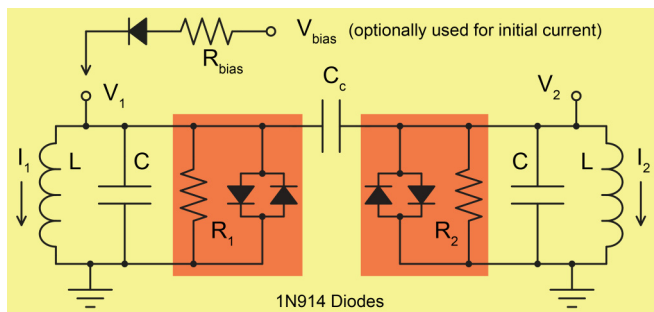 V_bias (optionally used for initial current)
R_bias
V_1
C_c
V_2
I_1
L
C
R_1
R_2
C
L
I_2
1N914 Diodes